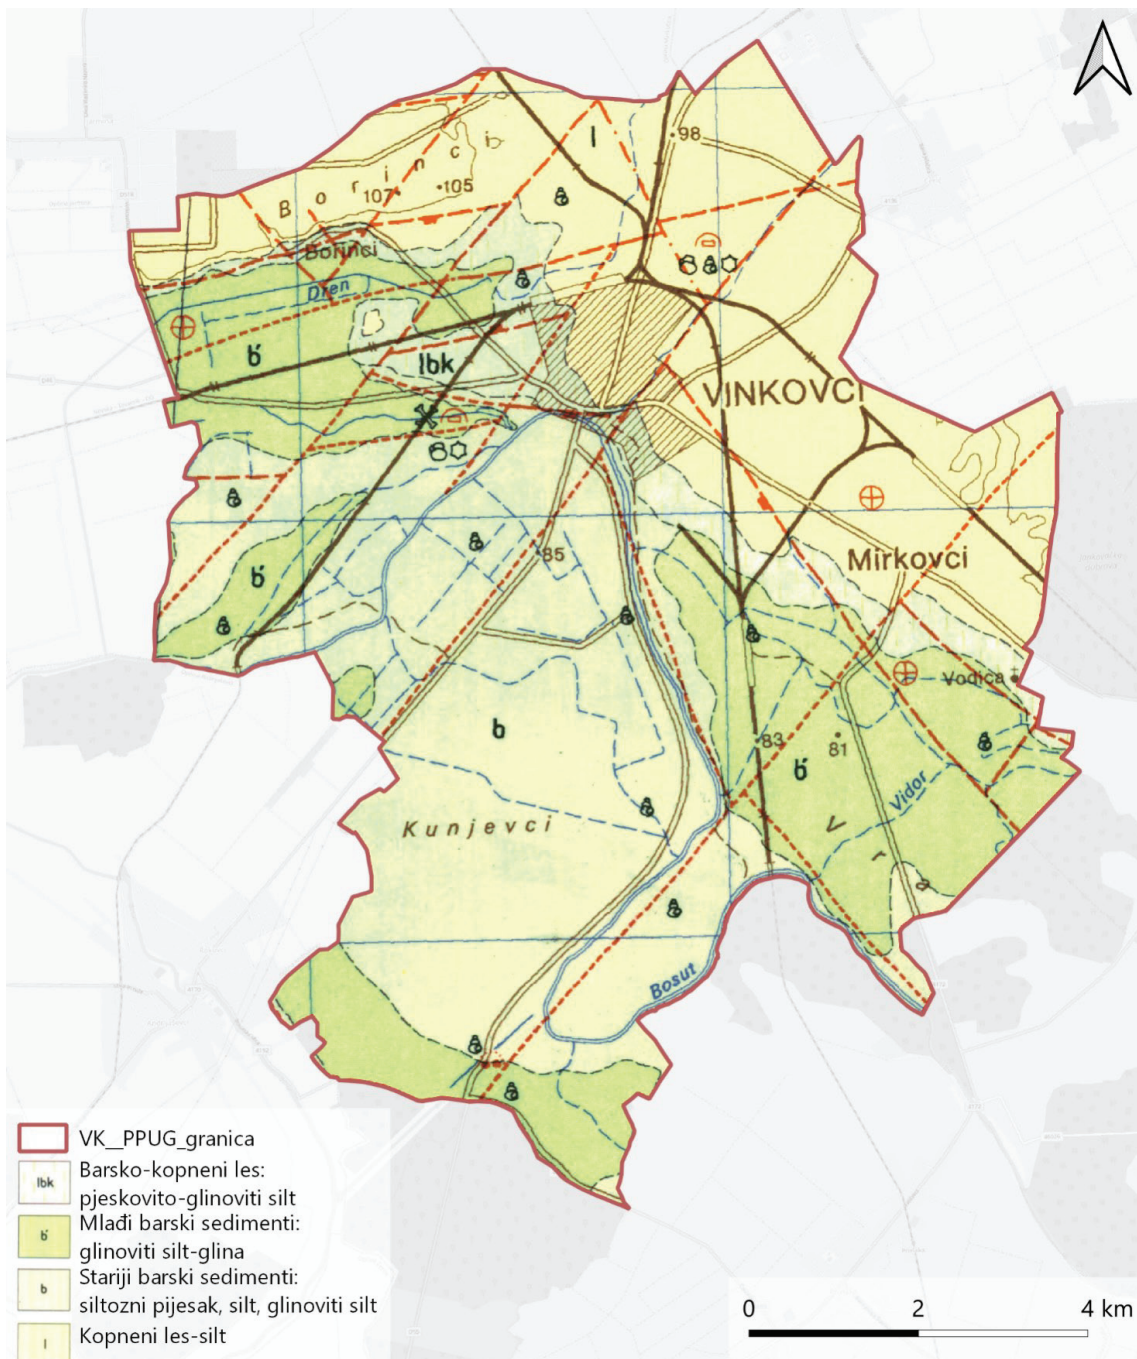 98
l
B o r i n c i
107
105
Borinci
Dren
b́
lbk
VINKOVCI
85
Mirkovci
b́
Vodica
b
83
81
b́
Vidor
Kunjevci
V r a
Bosut
VK__PPUG_granica
lbk
Barsko-kopneni les:
pjeskovito-glinoviti silt
b́
Mlađi barski sedimenti:
glinoviti silt-glina
b
Stariji barski sedimenti:
siltozni pijesak, silt, glinoviti silt
l
Kopneni les-silt
0 2 4 km